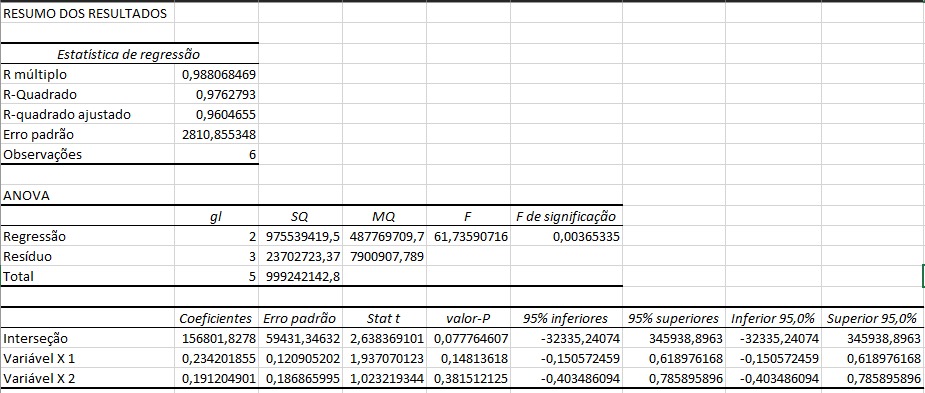 RESUMO DOS RESULTADOS
Estatística de regressão
R múltiplo 0,988068469
R-Quadrado 0,9762793
R-quadrado ajustado 0,9604655
Erro padrão 2810,855348
Observações 6
ANOVA
gl SQ MQ F F de significação
Regressão 2 975539419,5 487769709,7 61,73590716 0,00365335
Resíduo 3 23702723,37 7900907,789
Total 5 999242142,8
Coeficientes Erro padrão Stat t valor-P 95% inferiores 95% superiores Inferior 95,0% Superior 95,0%
Interseção 156801,8278 59431,34632 2,638369101 0,077764607 -32335,24074 345938,8963 -32335,24074 345938,8963
Variável X 1 0,234201855 0,120905202 1,937070123 0,14813618 -0,150572459 0,618976168 -0,150572459 0,618976168
Variável X 2 0,191204901 0,186865995 1,023219344 0,381512125 -0,403486094 0,785895896 -0,403486094 0,785895896